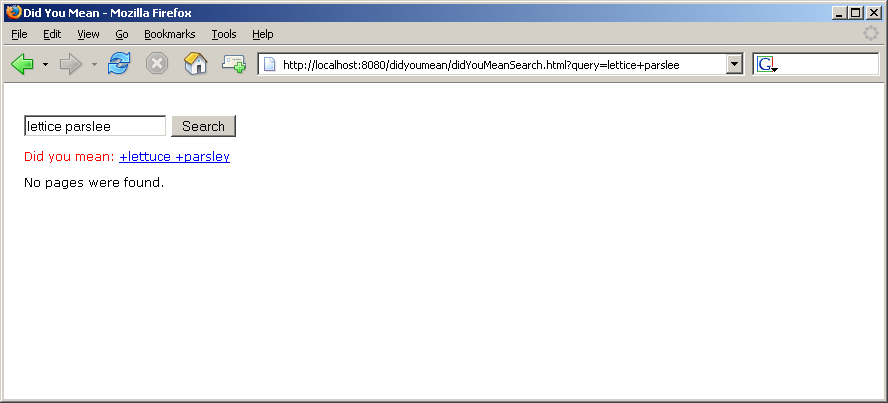 Did You Mean - Mozilla Firefox
File Edit View Go Bookmarks Tools Help
http://localhost:8080/didyoumean/didYouMeanSearch.html?query=lettice+parslee G
lettice parslee Search
Did you mean: +lettuce +parsley
No pages were found.